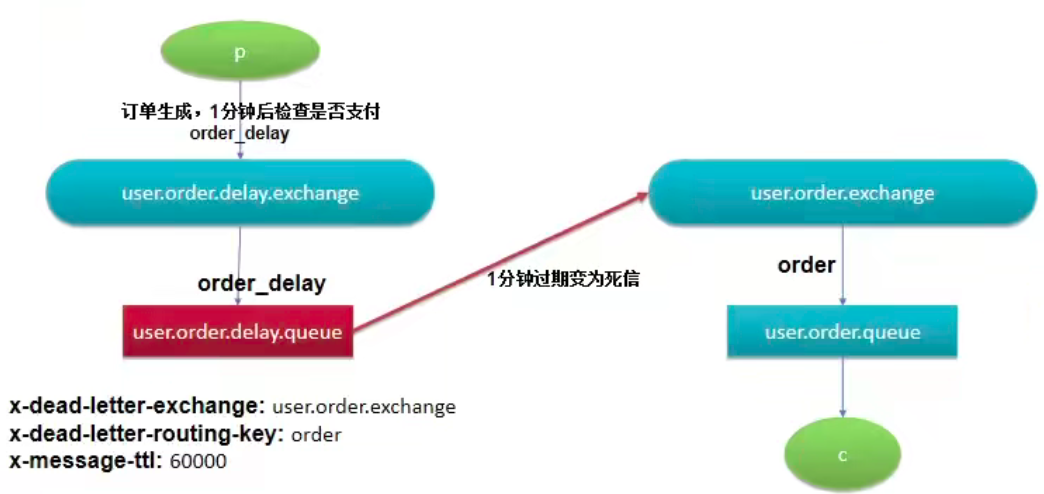 p
订单生成，1分钟后检查是否支付
order_delay
user.order.delay.exchange
user.order.exchange
order_delay
1分钟过期变为死信
order
user.order.delay.queue
user.order.queue
x-dead-letter-exchange: user.order.exchange
x-dead-letter-routing-key: order
x-message-ttl: 60000
c